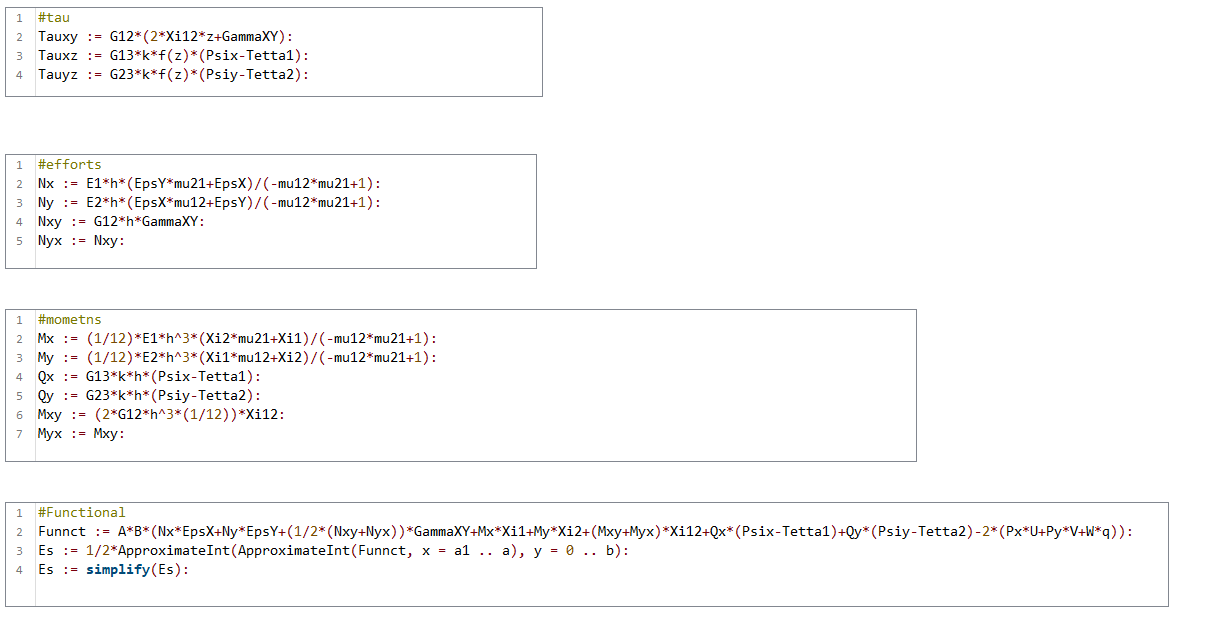 1 #tau
2 Tauxy := G12*(2*Xi12*z+GammaXY):
3 Tauxz := G13*k*f(z)*(Psix-Tetta1):
4 Tauyz := G23*k*f(z)*(Psiy-Tetta2):
1 #efforts
2 Nx := E1*h*(EpsY*mu21+EpsX)/(-mu12*mu21+1):
3 Ny := E2*h*(EpsX*mu12+EpsY)/(-mu12*mu21+1):
4 Nxy := G12*h*GammaXY:
5 Nyx := Nxy:
1 #mometns
2 Mx := (1/12)*E1*h^3*(Xi2*mu21+Xi1)/(-mu12*mu21+1):
3 My := (1/12)*E2*h^3*(Xi1*mu12+Xi2)/(-mu12*mu21+1):
4 Qx := G13*k*h*(Psix-Tetta1):
5 Qy := G23*k*h*(Psiy-Tetta2):
6 Mxy := (2*G12*h^3*(1/12))*Xi12:
7 Myx := Mxy:
1 #Functional
2 Funnct := A*B*(Nx*EpsX+Ny*EpsY+(1/2*(Nxy+Nyx))*GammaXY+Mx*Xi1+My*Xi2+(Mxy+Myx)*Xi12+Qx*(Psix-Tetta1)+Qy*(Psiy-Tetta2)-2*(Px*U+Py*V+W*q)):
3 Es := 1/2*ApproximateInt(ApproximateInt(Funnct, x = a1 .. a), y = 0 .. b):
4 Es := simplify(Es):